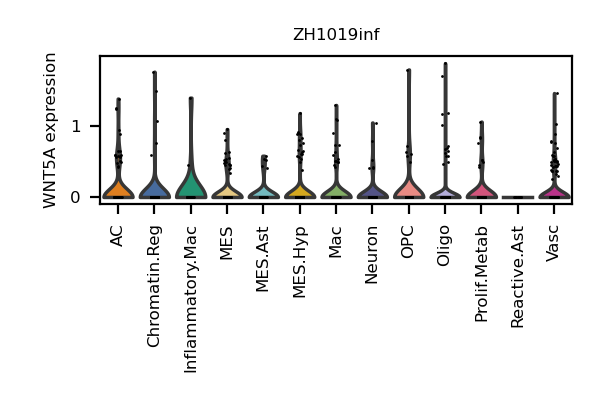 ZH1019inf
WNT5A expression
1
0
AC
Chromatin.Reg
Inflammatory.Mac
MES
MES.Ast
MES.Hyp
Mac
Neuron
OPC
Oligo
Prolif.Metab
Reactive.Ast
Vasc